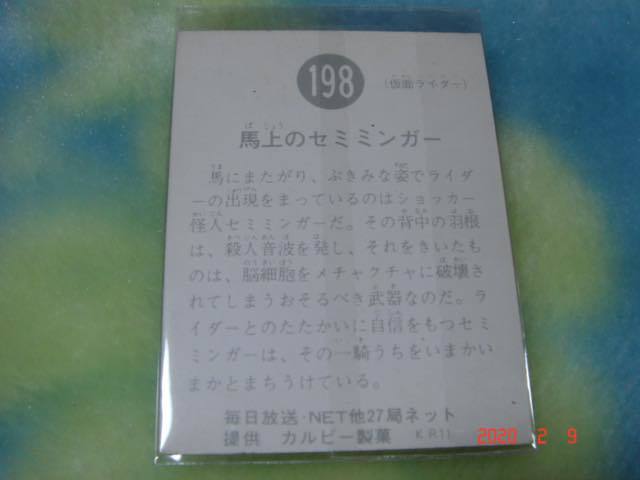 198
(仮面ライダー)
馬上のセミミンガー
馬にまたがり、ぶきみな姿でライダ
ーの出現をまっているのはショッカー
怪人セミミンガーだ。その背中の羽根
は、殺人音波を発し、それをきいたも
のは、脳細胞をメチャクチャに破壊さ
れてしまうおそるべき武器なのだ。ラ
イダーとのたたかいに自信をもつセミ
ミンガーは、その一騎うちをいまかい
まかとまちうけている。
毎日放送・NET他27局ネット
提供 カルビー製菓 KR11
2020 2 9